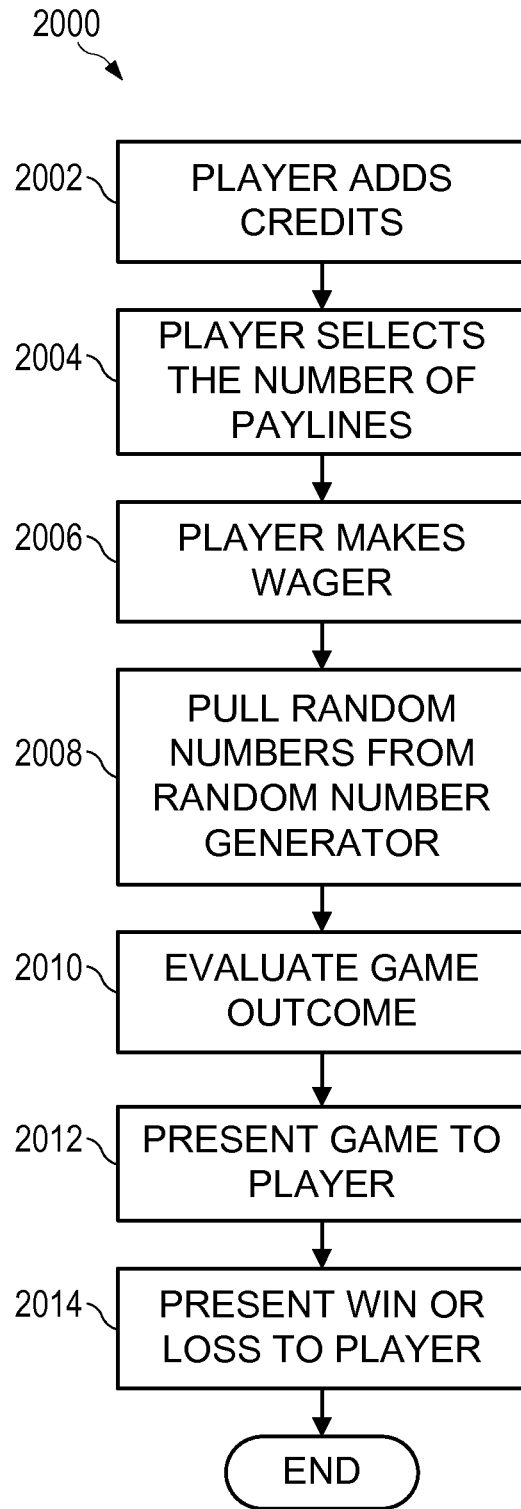 2000
2002
PLAYER ADDS
CREDITS
2004
PLAYER SELECTS
THE NUMBER OF
PAYLINES
2006
PLAYER MAKES
WAGER
2008
PULL RANDOM
NUMBERS FROM
RANDOM NUMBER
GENERATOR
2010
EVALUATE GAME
OUTCOME
2012
PRESENT GAME TO
PLAYER
2014
PRESENT WIN OR
LOSS TO PLAYER
END